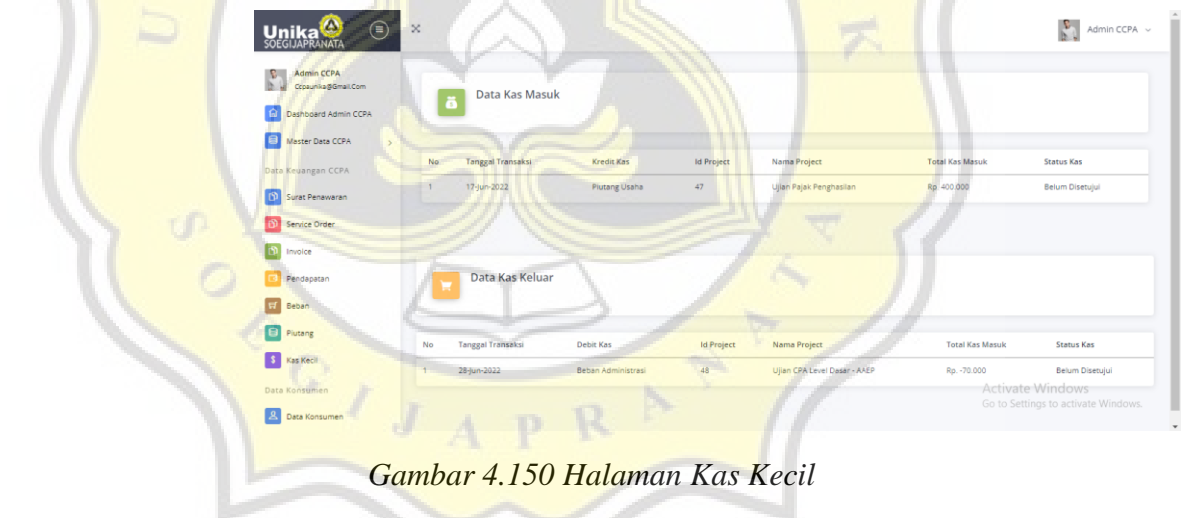 Unika
SOEGIJAPRANATA
Admin CCPA
Admin CCPA
Ccpaunika@Gmail.Com
Dashboard Admin CCPA
Master Data CCPA
Data Keuangan CCPA
Surat Penawaran
Service Order
Invoice
Pendapatan
Beban
Piutang
Kas Kecil
Data Konsumen
Data Konsumen
Data Kas Masuk
No Tanggal Transaksi Kredit Kas Id Project Nama Project Total Kas Masuk Status Kas
1 17-Jun-2022 Piutang Usaha 47 Ujian Pajak Penghasilan Rp. 400.000 Belum Disetujui
Data Kas Keluar
No Tanggal Transaksi Debit Kas Id Project Nama Project Total Kas Masuk Status Kas
1 28-Jun-2022 Beban Administrasi 48 Ujian CPA Level Dasar - AAEP Rp. -70.000 Belum Disetujui
Activate Windows
Go to Settings to activate Windows.
SOEGIJAPRANATA
Gambar 4.150 Halaman Kas Kecil